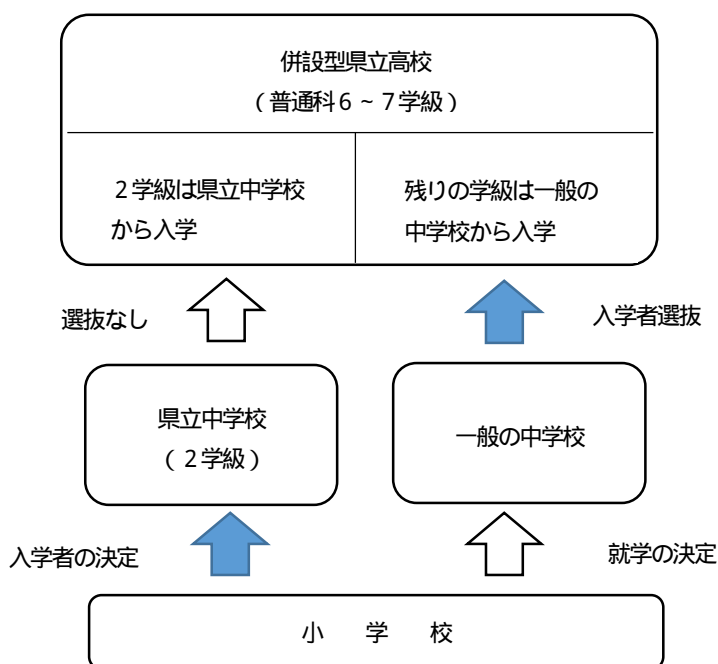 併設型県立高校
（普通科６～７学級）
２学級は県立中学校
から入学
残りの学級は一般の
中学校から入学
選抜なし
入学者選抜
県立中学校
（２学級）
一般の中学校
入学者の決定
就学の決定
小　学　校